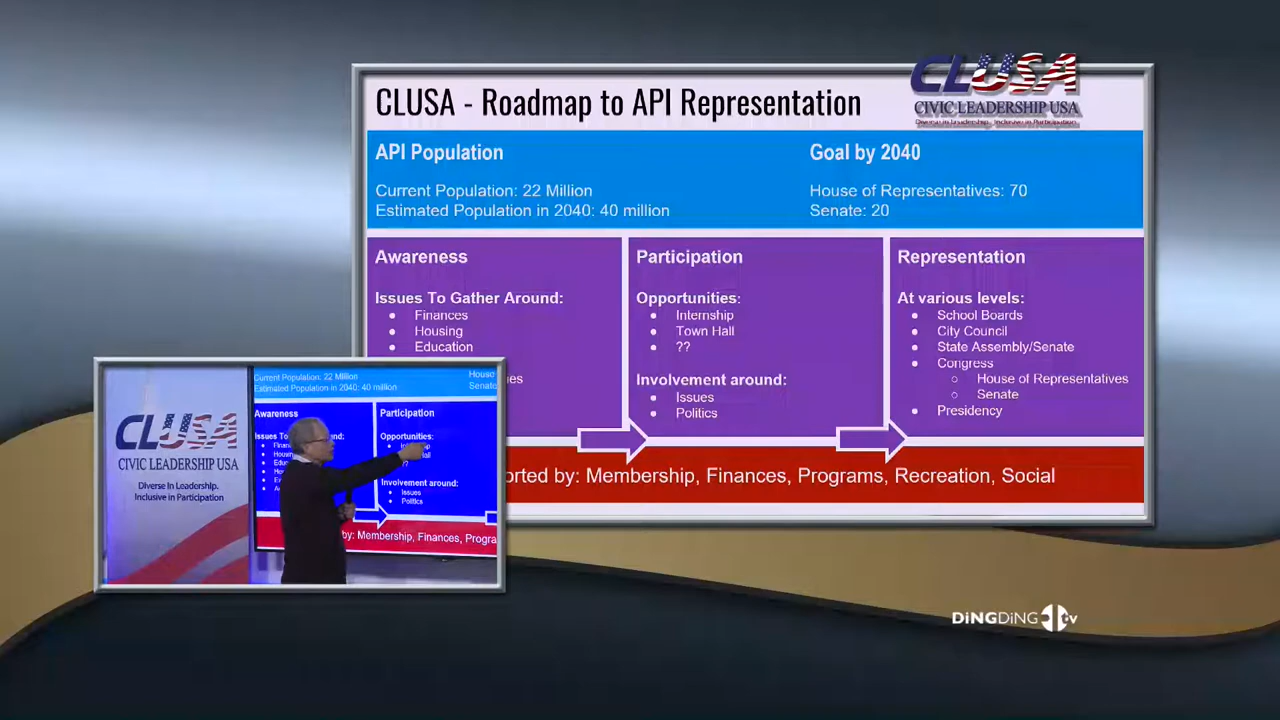 CLUSA
CIVIC LEADERSHIP USA
Diverse in Leadership. Inclusive in Participation.
CLUSA - Roadmap to API Representation
API Population
Current Population: 22 Million
Estimated Population in 2040: 40 million
Goal by 2040
House of Representatives: 70
Senate: 20
Awareness
Issues To Gather Around:
● Finances
● Housing
● Education
Participation
Opportunities:
● Internship
● Town Hall
● ??
Involvement around:
● Issues
● Politics
Representation
At various levels:
● School Boards
● City Council
● State Assembly/Senate
● Congress
○ House of Representatives
○ Senate
● Presidency
by: Membership, Finances, Programs, Recreation, Social
CLUSA
CIVIC LEADERSHIP USA
Diverse In Leadership.
Inclusive in Participation
Current Population: 22 Million
Estimated Population in 2040: 40 million
House
Senate
Awareness
Participation
Opportunities:
??
Involvement around:
● Issues
● Politics
by: Membership, Finances,
DiNGDiNG tv